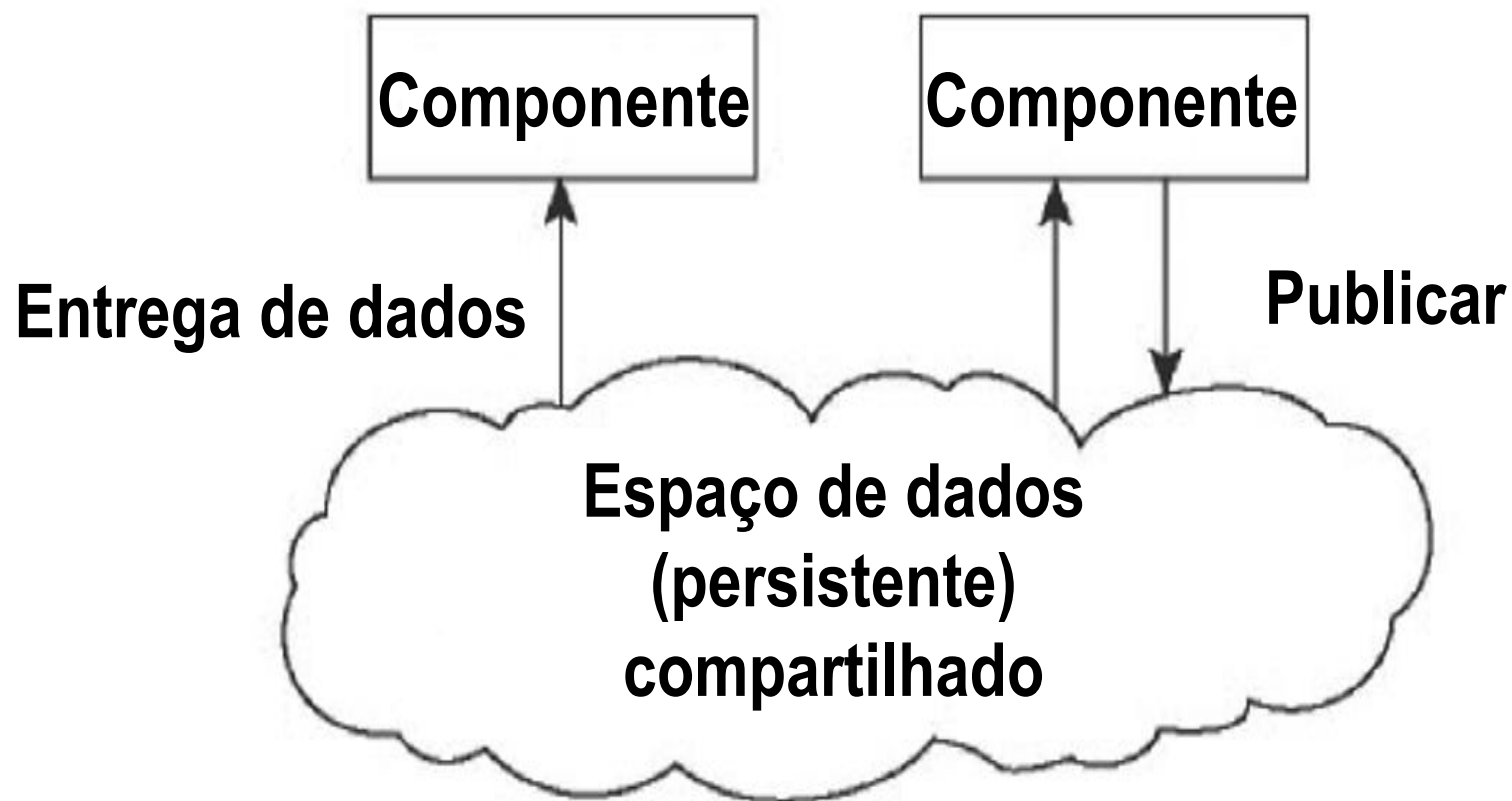 Componente
Componente
Entrega de dados
Publicar
Espaço de dados
(persistente)
compartilhado